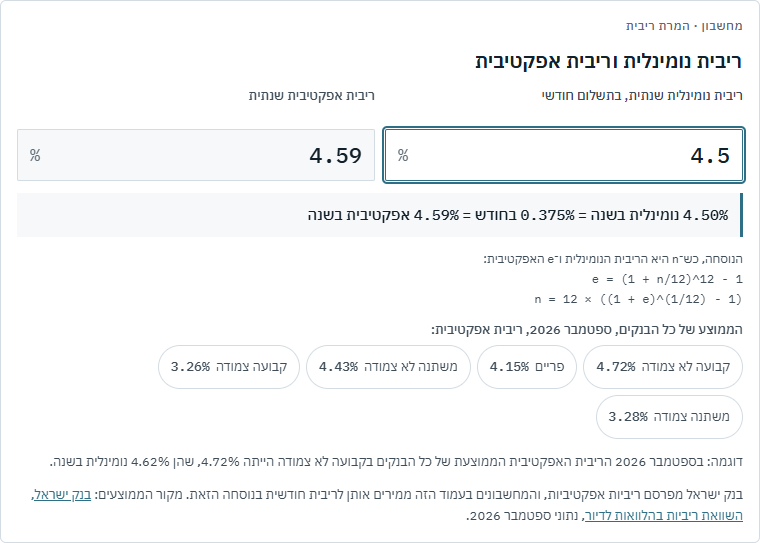 מחשבון · המרת ריבית
ריבית נומינלית וריבית אפקטיבית
ריבית נומינלית שנתית, בתשלום חודשי
4.5 %
ריבית אפקטיבית שנתית
4.59 %
4.50% נומינלית בשנה = 0.375% בחודש = 4.59% אפקטיבית בשנה
הנוסחה, כש־n היא הריבית הנומינלית ו־e האפקטיבית:
e = (1 + n/12)^12 - 1
n = 12 × ((1 + e)^(1/12) - 1)
הממוצע של כל הבנקים, ספטמבר 2026, ריבית אפקטיבית:
קבועה לא צמודה 4.72%
פריים 4.15%
משתנה לא צמודה 4.43%
קבועה צמודה 3.26%
משתנה צמודה 3.28%
דוגמה: בספטמבר 2026 הריבית האפקטיבית הממוצעת של כל הבנקים בקבועה לא צמודה הייתה 4.72%, שהן 4.62% נומינלית בשנה.
בנק ישראל מפרסם ריביות אפקטיביות, והמחשבונים בעמוד הזה ממירים אותן לריבית חודשית בנוסחה הזאת. מקור הממוצעים: בנק ישראל,
השוואת ריביות בהלוואות לדיור, נתוני ספטמבר 2026.